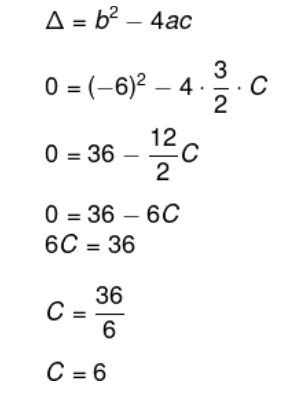 Δ = b² – 4ac
0 = (–6)² – 4 · 3/2 · C
0 = 36 – 12/2 C
0 = 36 – 6C
6C = 36
C = 36/6
C = 6